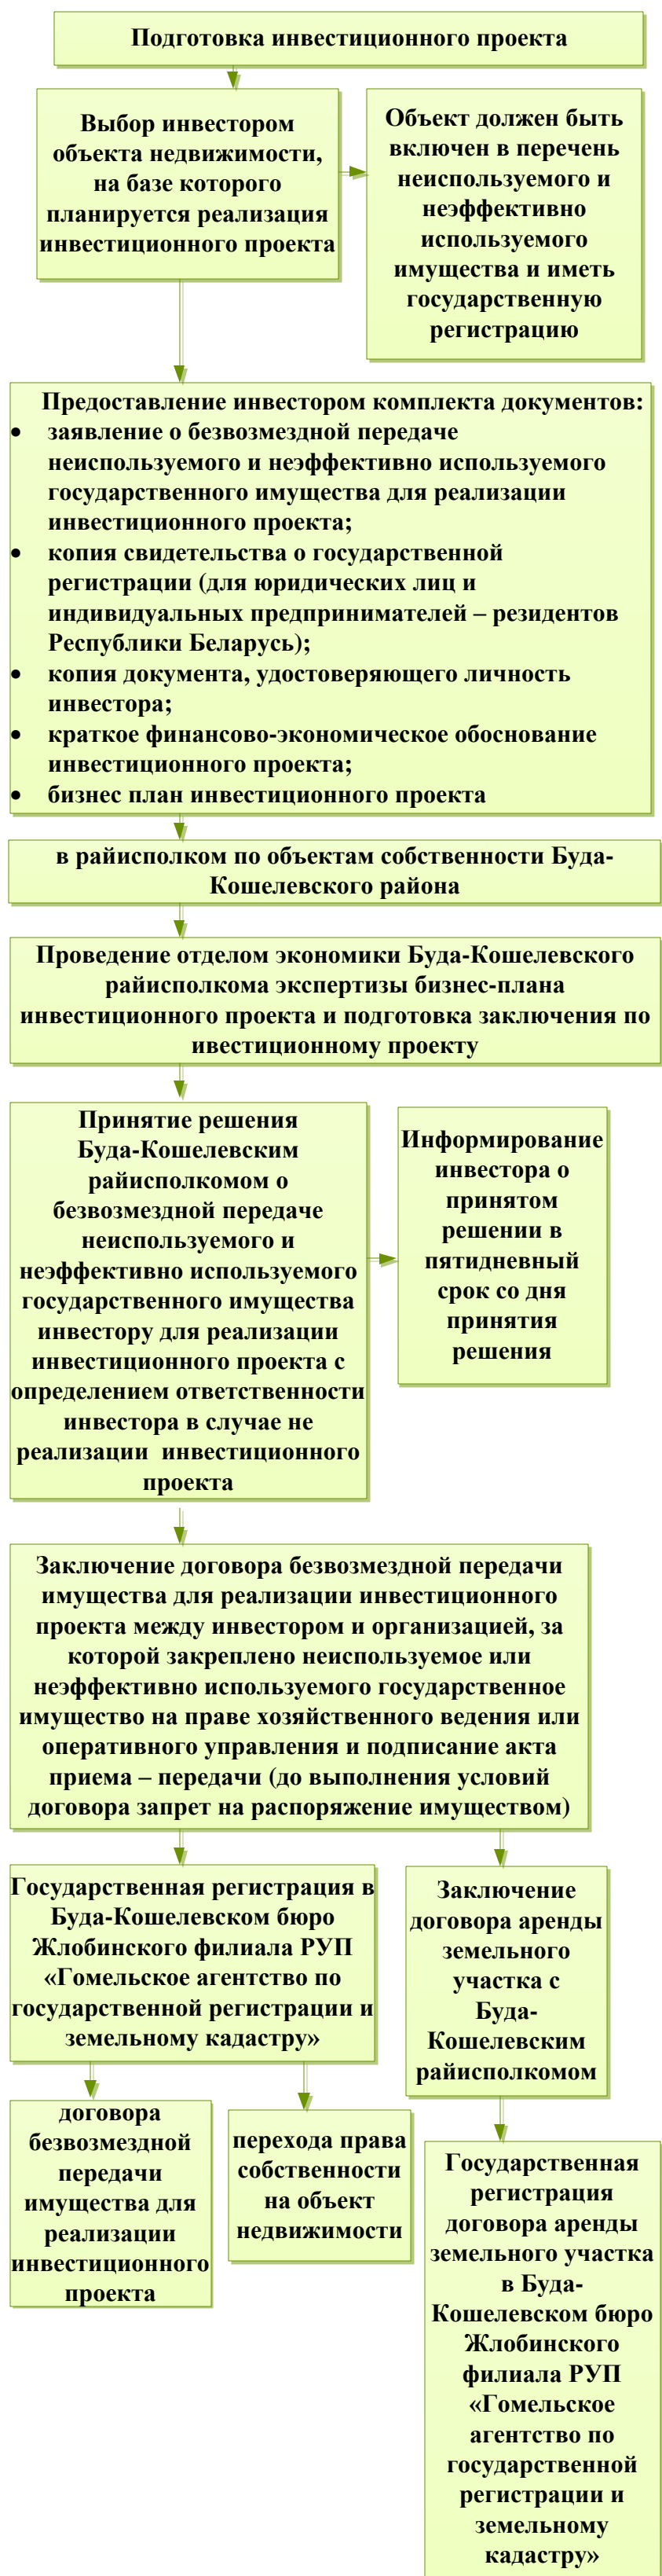 Подготовка инвестиционного проекта
Выбор инвестором
объекта недвижимости,
на базе которого
планируется реализация
инвестиционного проекта
Объект должен быть
включен в перечень
неиспользуемого и
неэффективно
используемого
имущества и иметь
государственную
регистрацию
Предоставление инвестором комплекта документов:
• заявление о безвозмездной передаче
неиспользуемого и неэффективно используемого
государственного имущества для реализации
инвестиционного проекта;
• копия свидетельства о государственной
регистрации (для юридических лиц и
индивидуальных предпринимателей – резидентов
Республики Беларусь);
• копия документа, удостоверяющего личность
инвестора;
• краткое финансово-экономическое обоснование
инвестиционного проекта;
• бизнес план инвестиционного проекта
в райисполком по объектам собственности Буда-
Кошелевского района
Проведение отделом экономики Буда-Кошелевского
райисполкома экспертизы бизнес-плана
инвестиционного проекта и подготовка заключения по
ивестиционному проекту
Принятие решения
Буда-Кошелевским
райисполкомом о
безвозмездной передаче
неиспользуемого и
неэффективно используемого
государственного имущества
инвестору для реализации
инвестиционного проекта с
определением ответственности
инвестора в случае не
реализации инвестиционного
проекта
Информирование
инвестора о
принятом
решении в
пятидневный
срок со дня
принятия
решения
Заключение договора безвозмездной передачи
имущества для реализации инвестиционного
проекта между инвестором и организацией, за
которой закреплено неиспользуемое или
неэффективно используемого государственное
имущество на праве хозяйственного ведения или
оперативного управления и подписание акта
приема – передачи (до выполнения условий
договора запрет на распоряжение имуществом)
Государственная регистрация в
Буда-Кошелевском бюро
Жлобинского филиала РУП
«Гомельское агентство по
государственной регистрации и
земельному кадастру»
Заключение
договора аренды
земельного
участка с
Буда-
Кошелевским
райисполкомом
договора
безвозмездной
передачи
имущества для
реализации
инвестиционного
проекта
перехода права
собственности
на объект
недвижимости
Государственная
регистрация
договора аренды
земельного участка
в Буда-
Кошелевском бюро
Жлобинского
филиала РУП
«Гомельское
агентство по
государственной
регистрации и
земельному
кадастру»